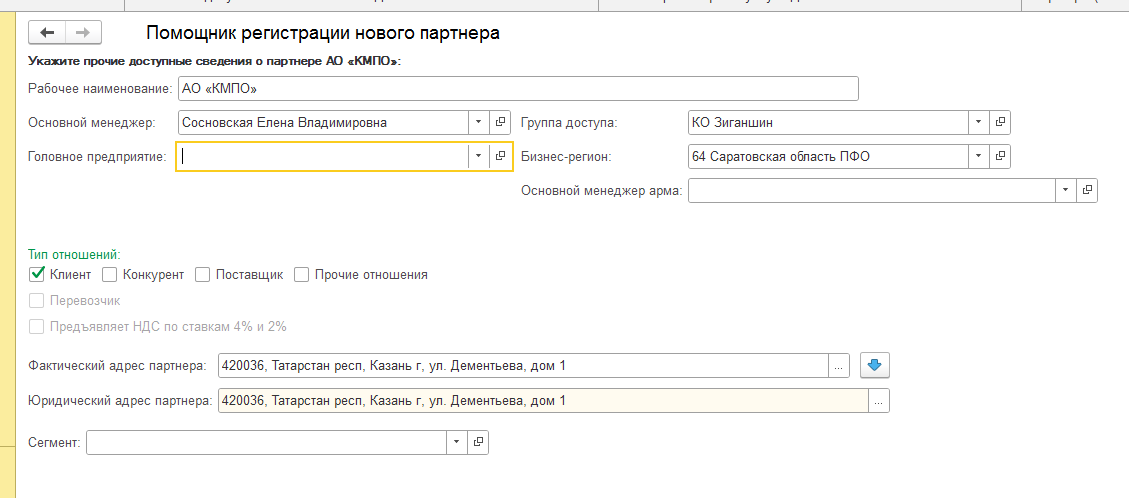 Помощник регистрации нового партнера
Укажите прочие доступные сведения о партнере АО «КМПО»:
Рабочее наименование: АО «КМПО»
Основной менеджер: Сосновская Елена Владимировна Группа доступа: КО Зиганшин
Головное предприятие: Бизнес-регион: 64 Саратовская область ПФО
Основной менеджер арма:
Тип отношений:
Клиент Конкурент Поставщик Прочие отношения
Перевозчик
Предъявляет НДС по ставкам 4% и 2%
Фактический адрес партнера: 420036, Татарстан респ, Казань г, ул. Дементьева, дом 1 ...
Юридический адрес партнера: 420036, Татарстан респ, Казань г, ул. Дементьева, дом 1 ...
Сегмент: